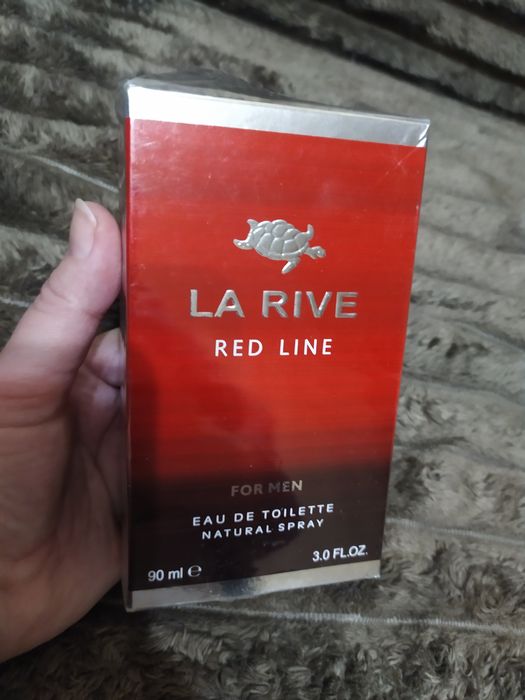 LA RIVE
RED LINE
FOR MEN
EAU DE TOILETTE
NATURAL SPRAY
90 ml ℮
3.0 FL.OZ.